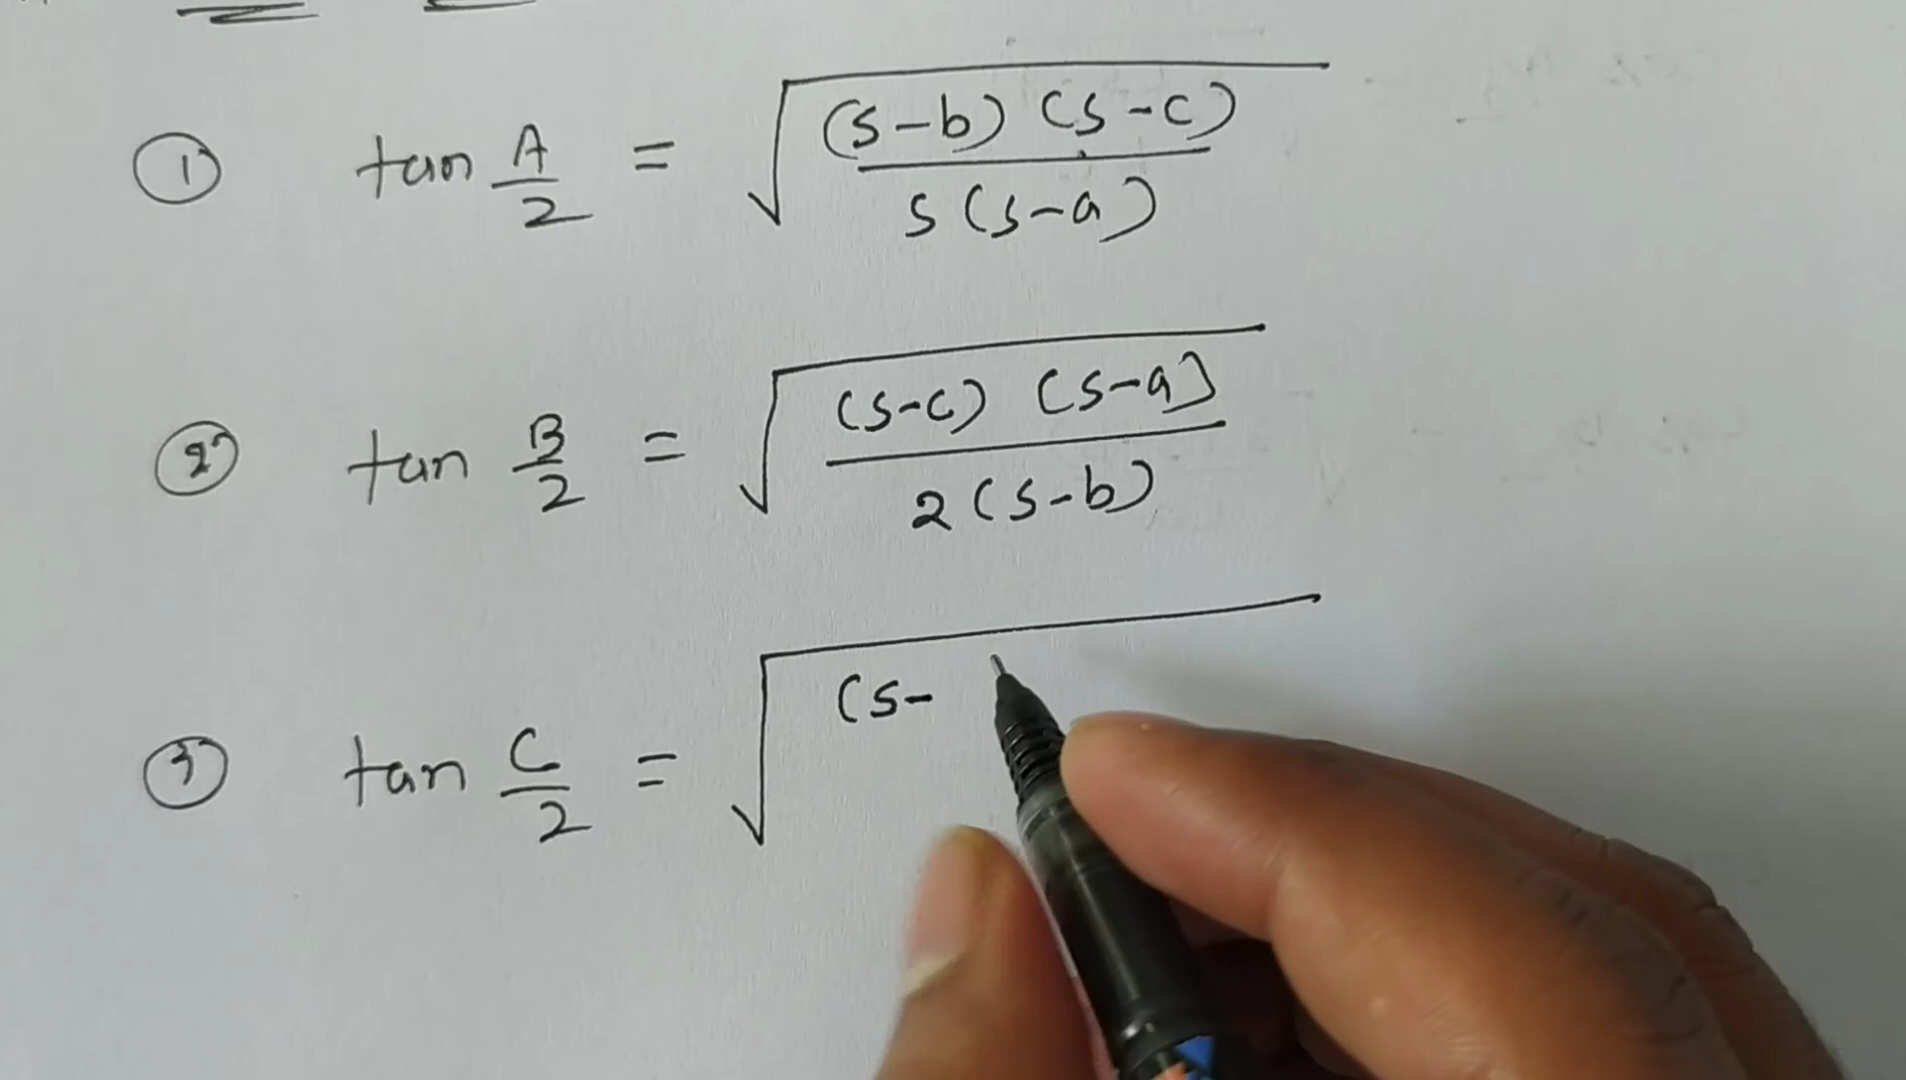 ① tan A/2 = √((s-b) (s-c) / s(s-a))
② tan B/2 = √((s-c) (s-a) / 2(s-b))
③ tan C/2 = √((s-